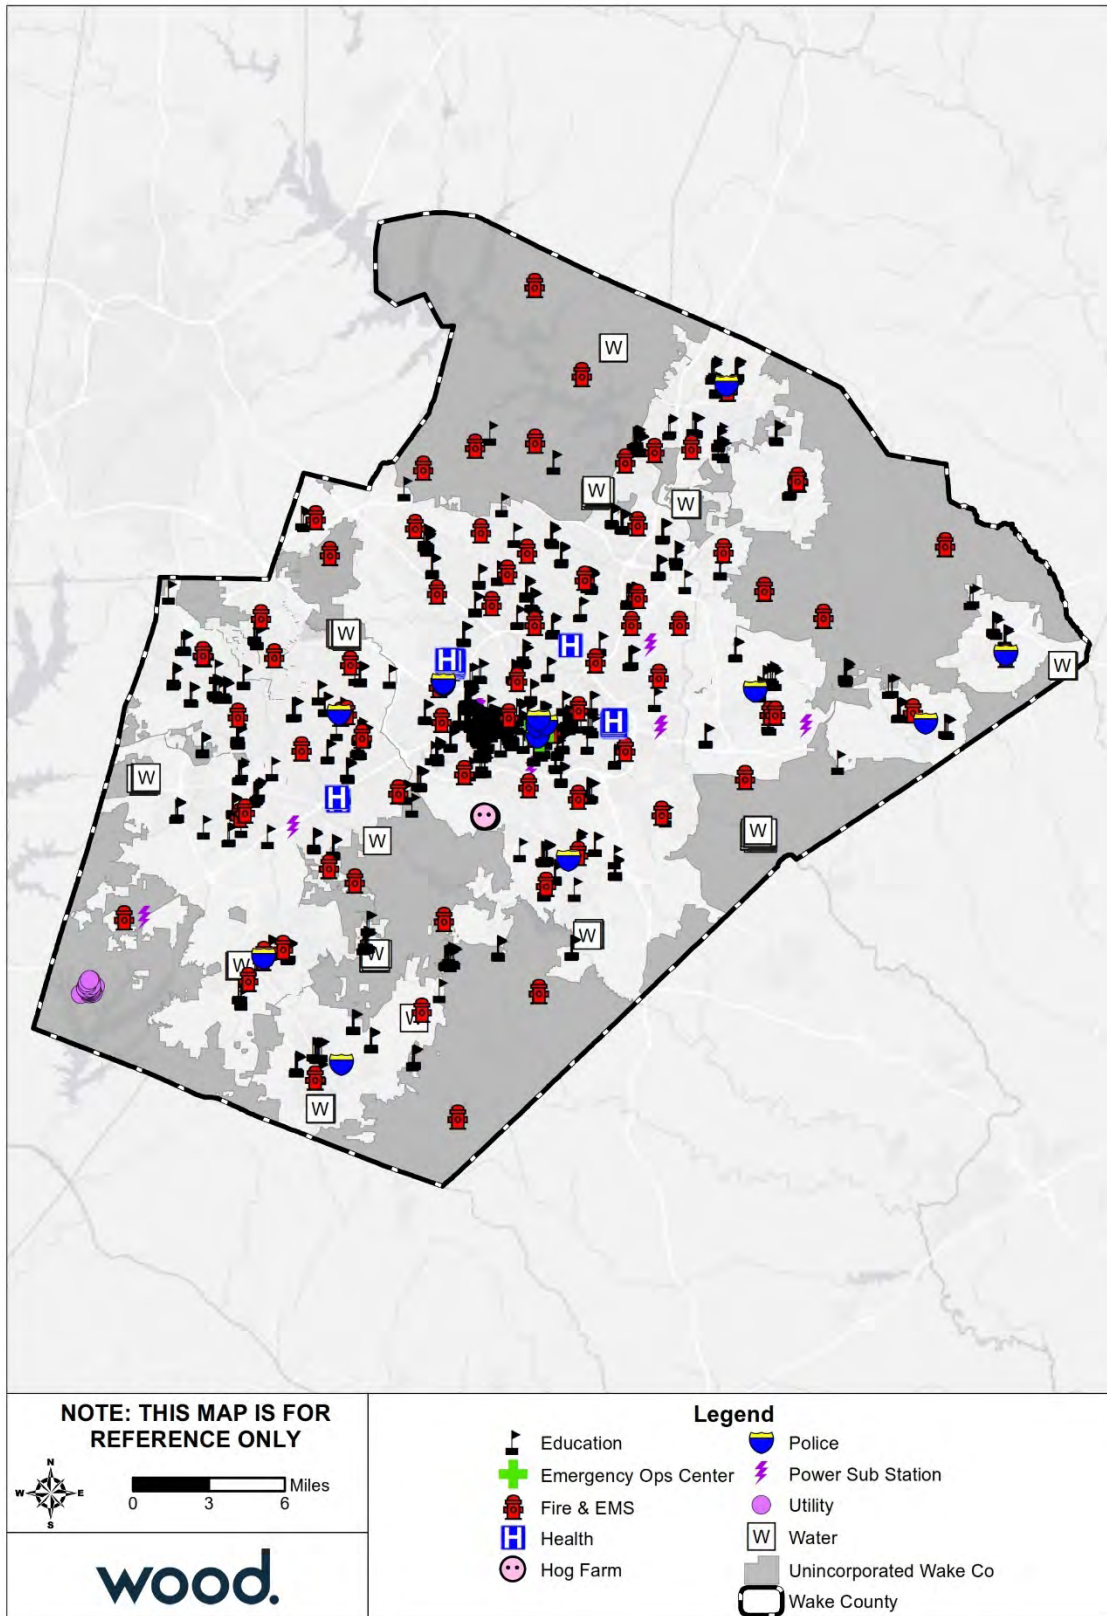 W
W
W
W
H
H
W
W
H
W
H
W
W
W
W
W
W
W
NOTE: THIS MAP IS FOR
REFERENCE ONLY
N
W E
S
Miles
0 3 6
wood.
Legend
Education
Emergency Ops Center
Fire & EMS
H Health
Hog Farm
Police
Power Sub Station
Utility
W Water
Unincorporated Wake Co
Wake County